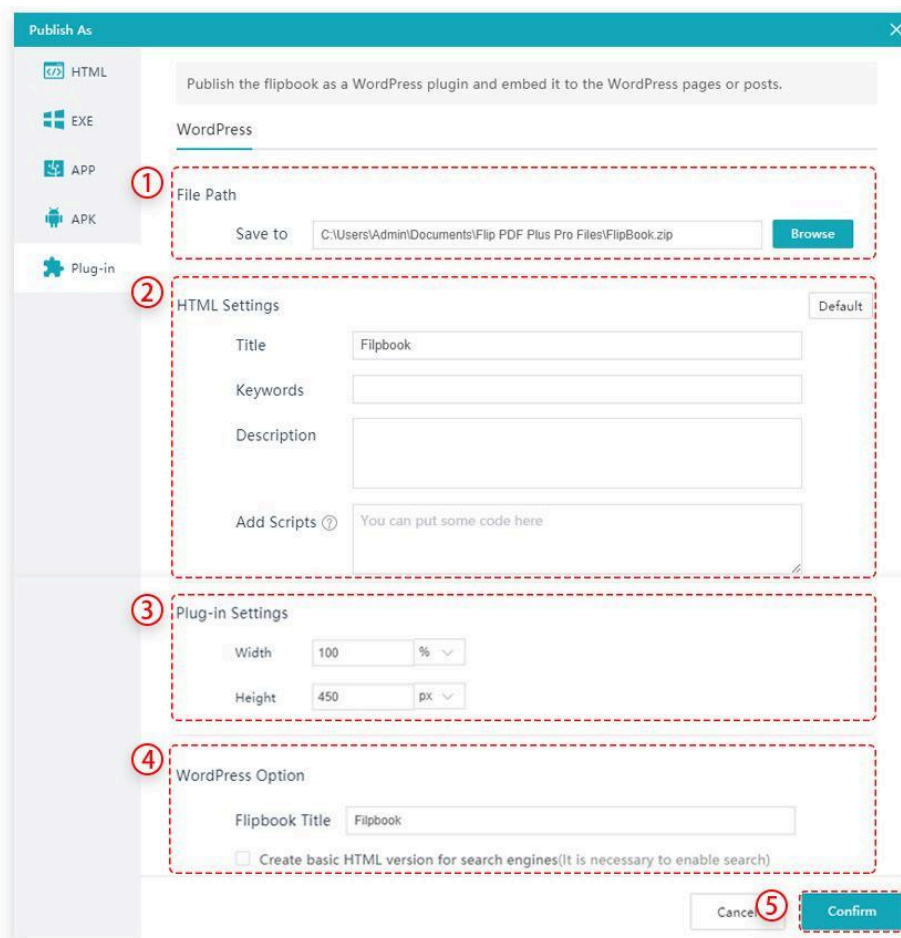 Publish As
HTML
EXE
APP
APK
Plug-in
Publish the flipbook as a WordPress plugin and embed it to the WordPress pages or posts.
WordPress
①
File Path
Save to C:\Users\Admin\Documents\Flip PDF Plus Pro Files\FlipBook.zip Browse
②
HTML Settings Default
Title Filpbook
Keywords
Description
Add Scripts ? You can put some code here
③
Plug-in Settings
Width 100 %
Height 450 px
④
WordPress Option
Flipbook Title Filpbook
Create basic HTML version for search engines(It is necessary to enable search)
Cancel ⑤ Confirm